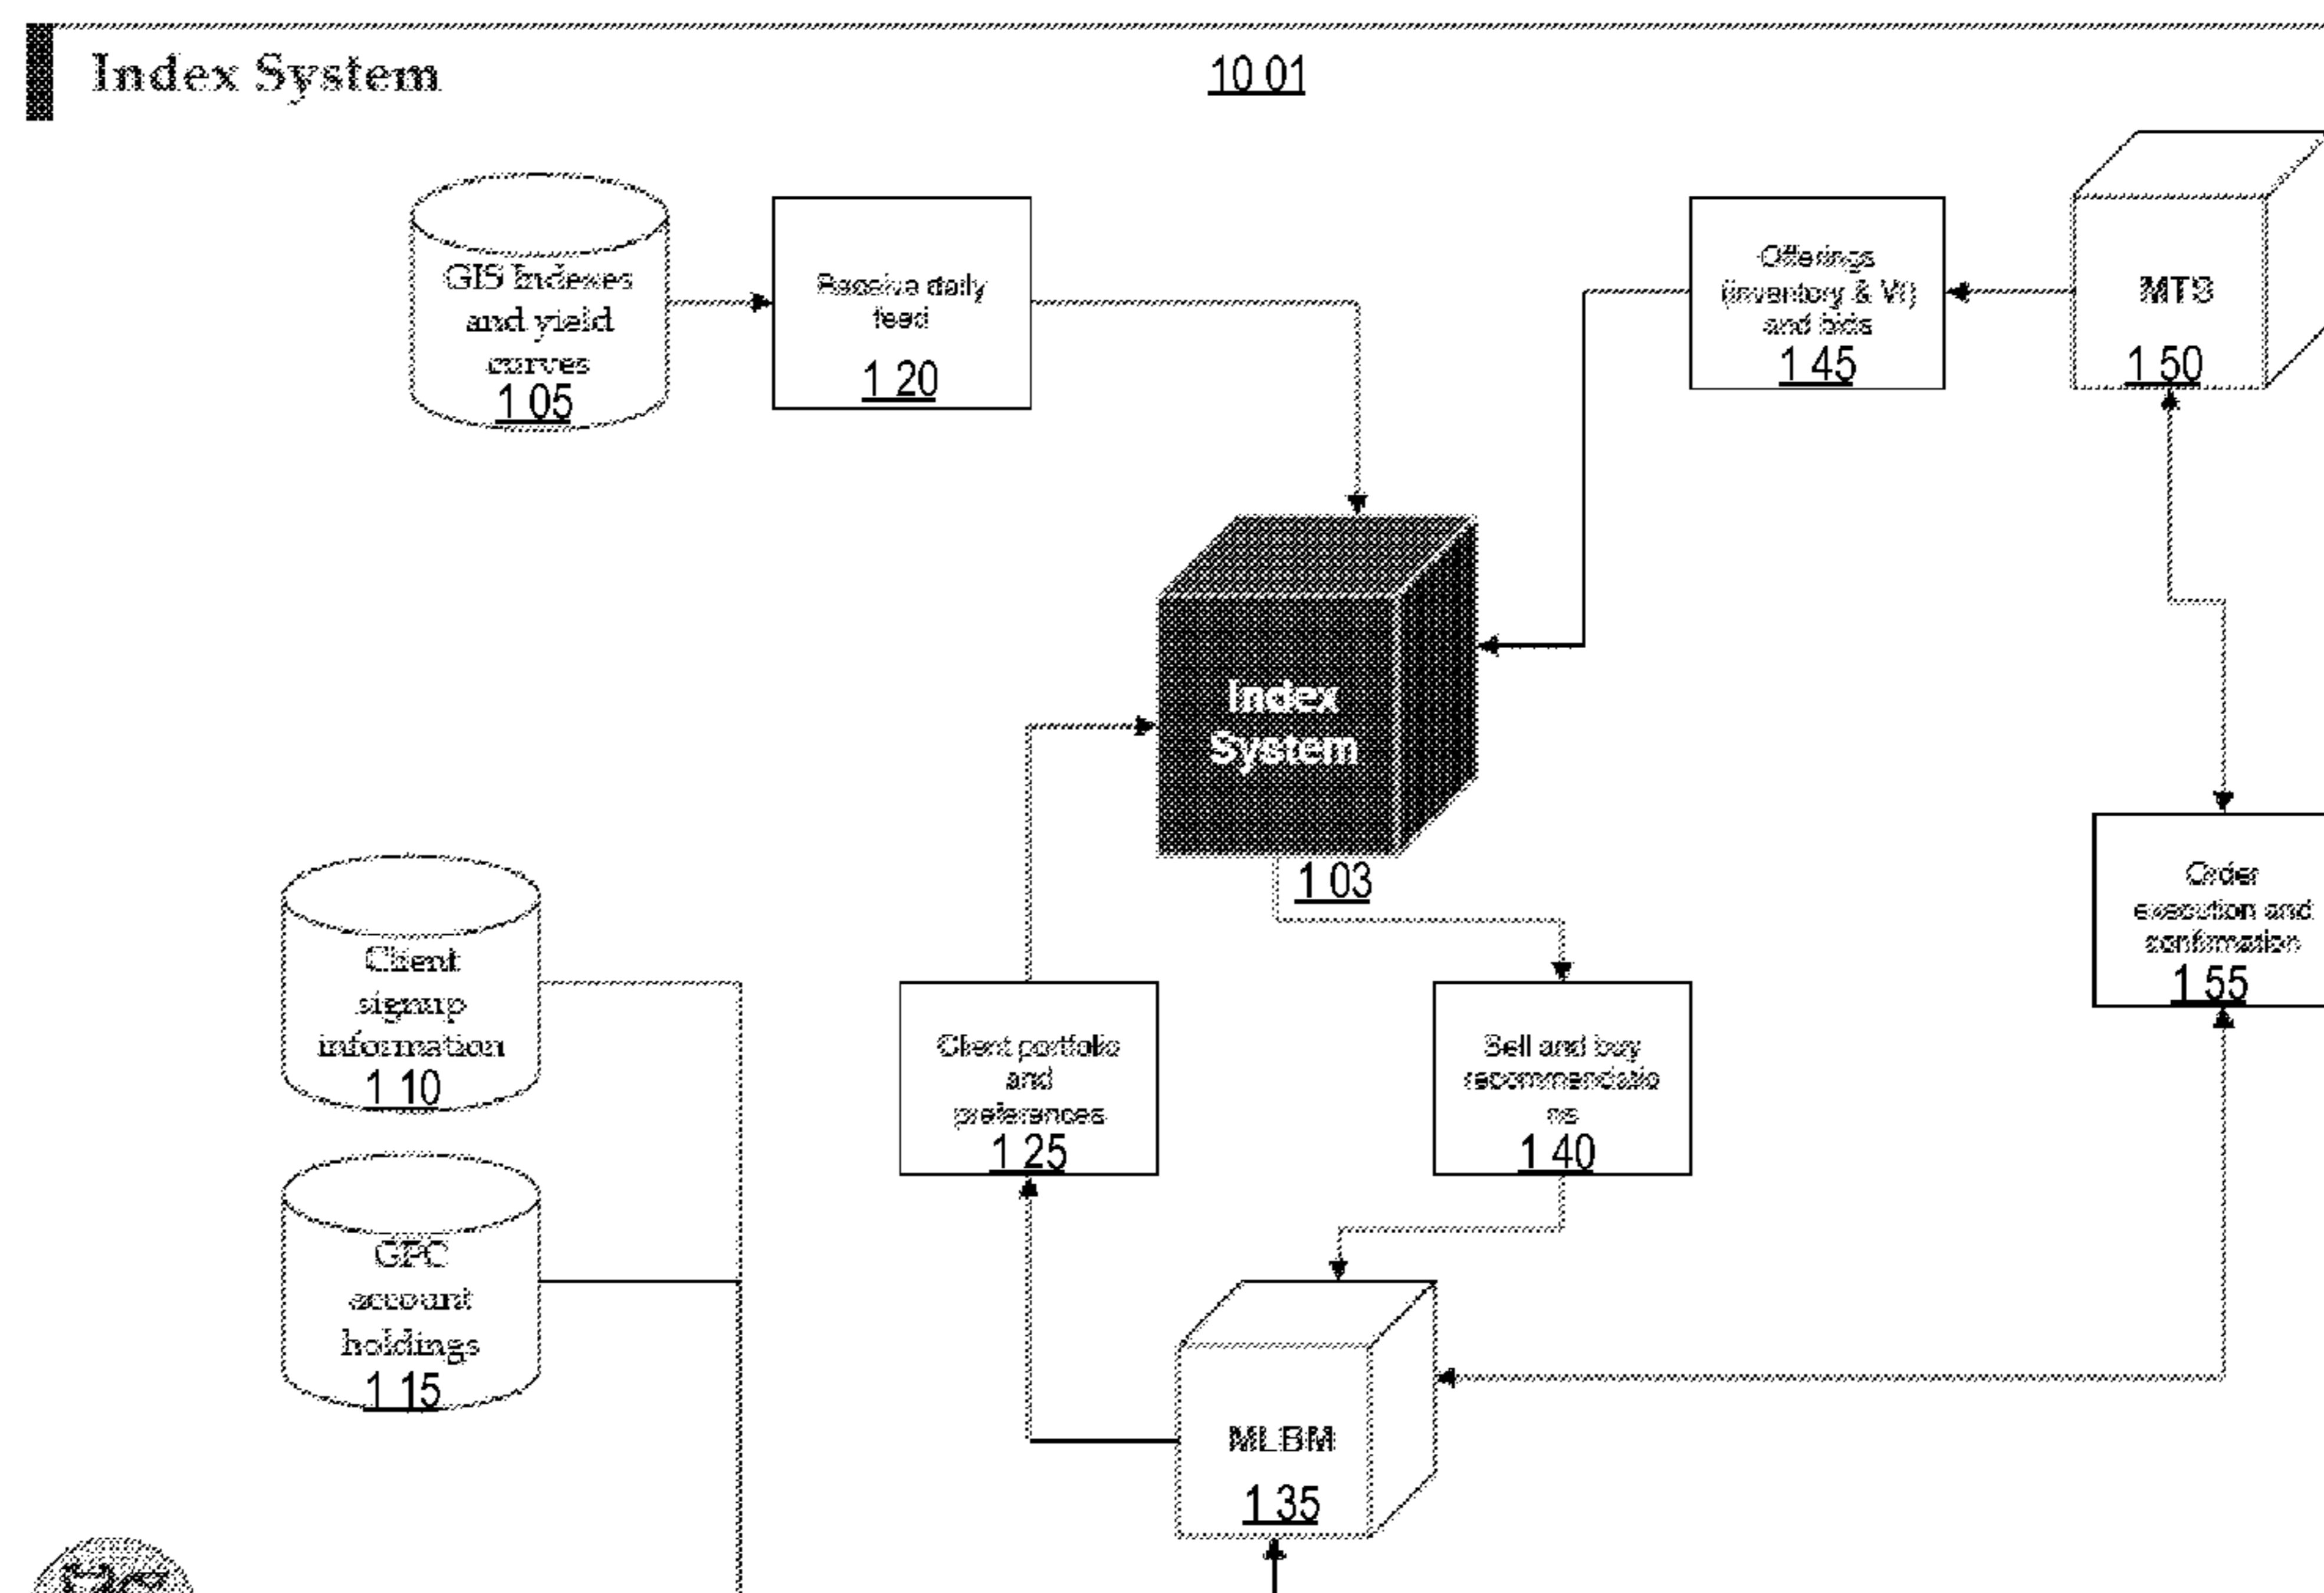 Index System
10 01
GIS Indexes
and yield
curves
1 05
Receive daily
feed
1 20
Offerings
(inventory & VI)
and bids
1 45
MTS
1 50
Index
System
1 03
Client
signup
information
1 10
Client portfolio
and
preferences
1 25
Sell and buy
recommendatio
ns
1 40
Order
execution and
confirmation
1 55
GPC
account
holdings
1 15
MLBM
1 35